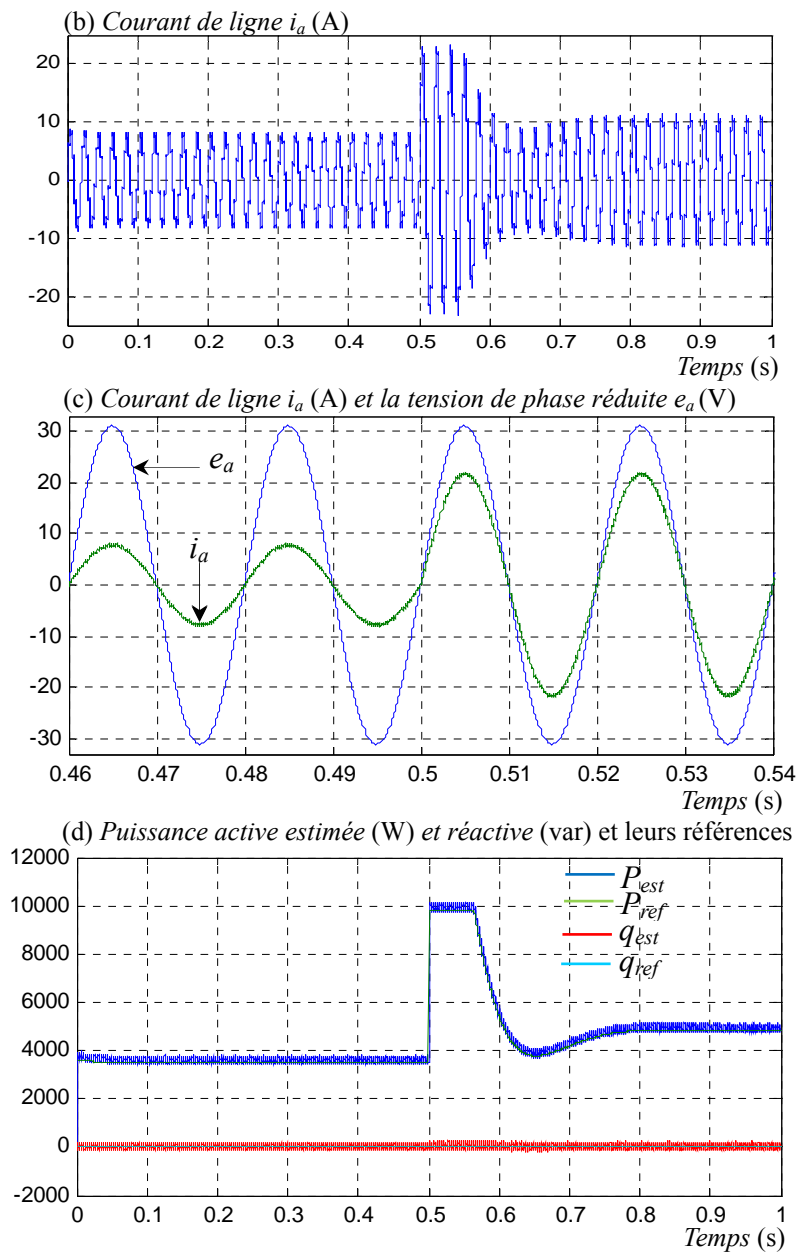 (b) Courant de ligne ia (A)
20
10
0
-10
-20
0 0.1 0.2 0.3 0.4 0.5 0.6 0.7 0.8 0.9 1
Temps (s)
(c) Courant de ligne ia (A) et la tension de phase réduite ea (V)
30
ea
20
10
ia
0
-10
-20
-30
0.46 0.47 0.48 0.49 0.5 0.51 0.52 0.53 0.54
Temps (s)
(d) Puissance active estimée (W) et réactive (var) et leurs références
12000
Pest
Pref
10000
qest
qref
8000
6000
4000
2000
0
-2000
0 0.1 0.2 0.3 0.4 0.5 0.6 0.7 0.8 0.9 1
Temps (s)